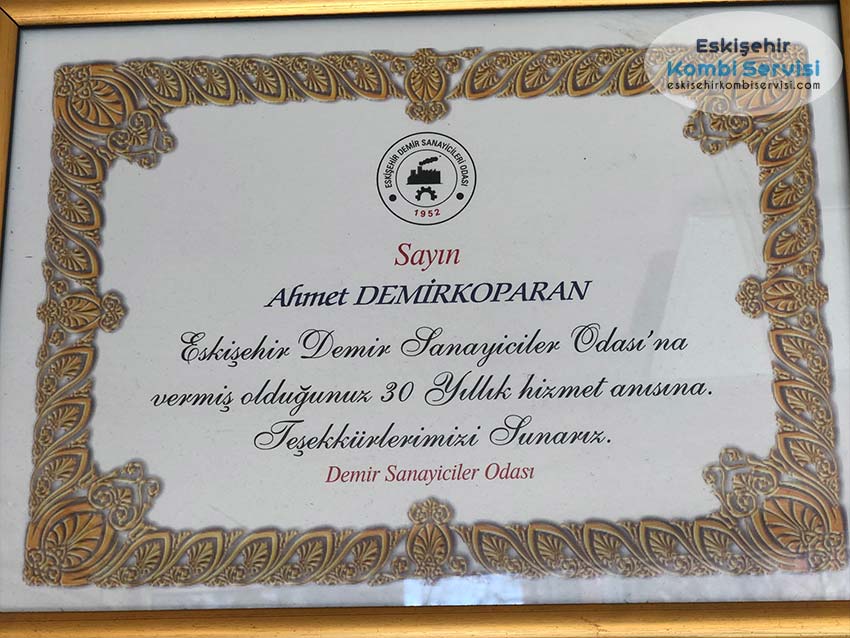 Eskişehir
Kombi Servisi
eskisehirkombiservisi.com
ESKİŞEHİR DEMİR SANAYİCİLERİ ODASI
1952
Sayın
Ahmet DEMİRKOPARAN
Eskişehir Demir Sanayiciler Odası'na
vermiş olduğunuz 30 Yıllık hizmet anısına.
Teşekkürlerimizi Sunarız.
Demir Sanayiciler Odası